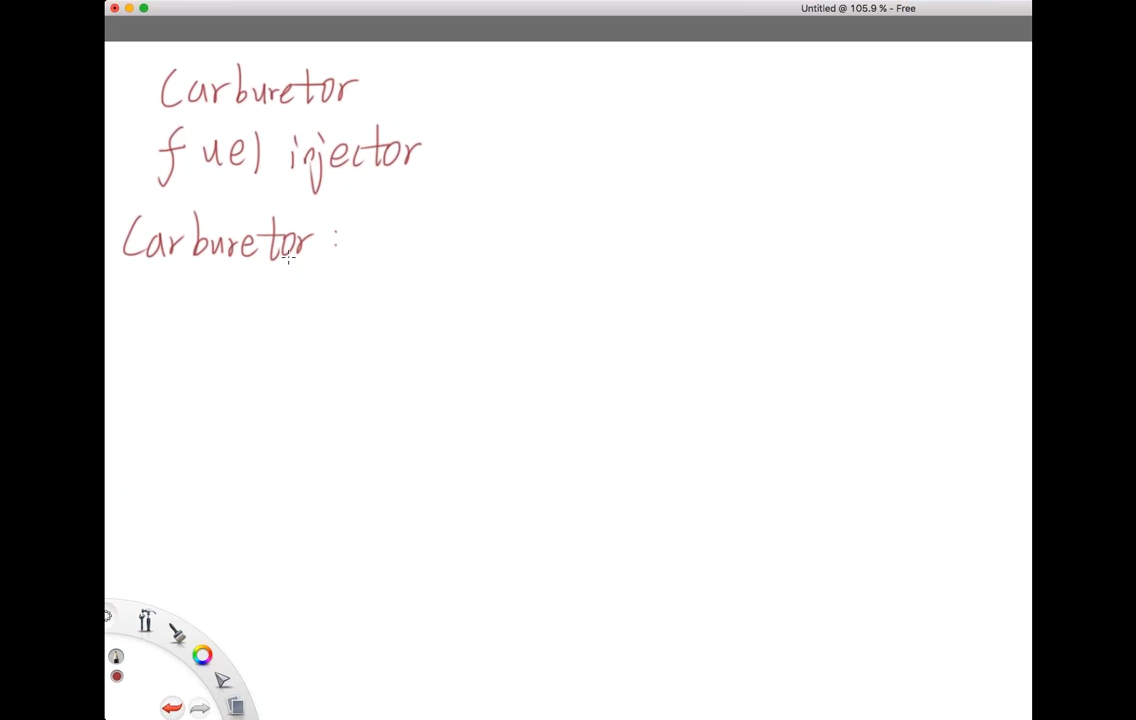 Untitled @ 105.9 % - Free
Carburetor
fuel injector
Carburetor :